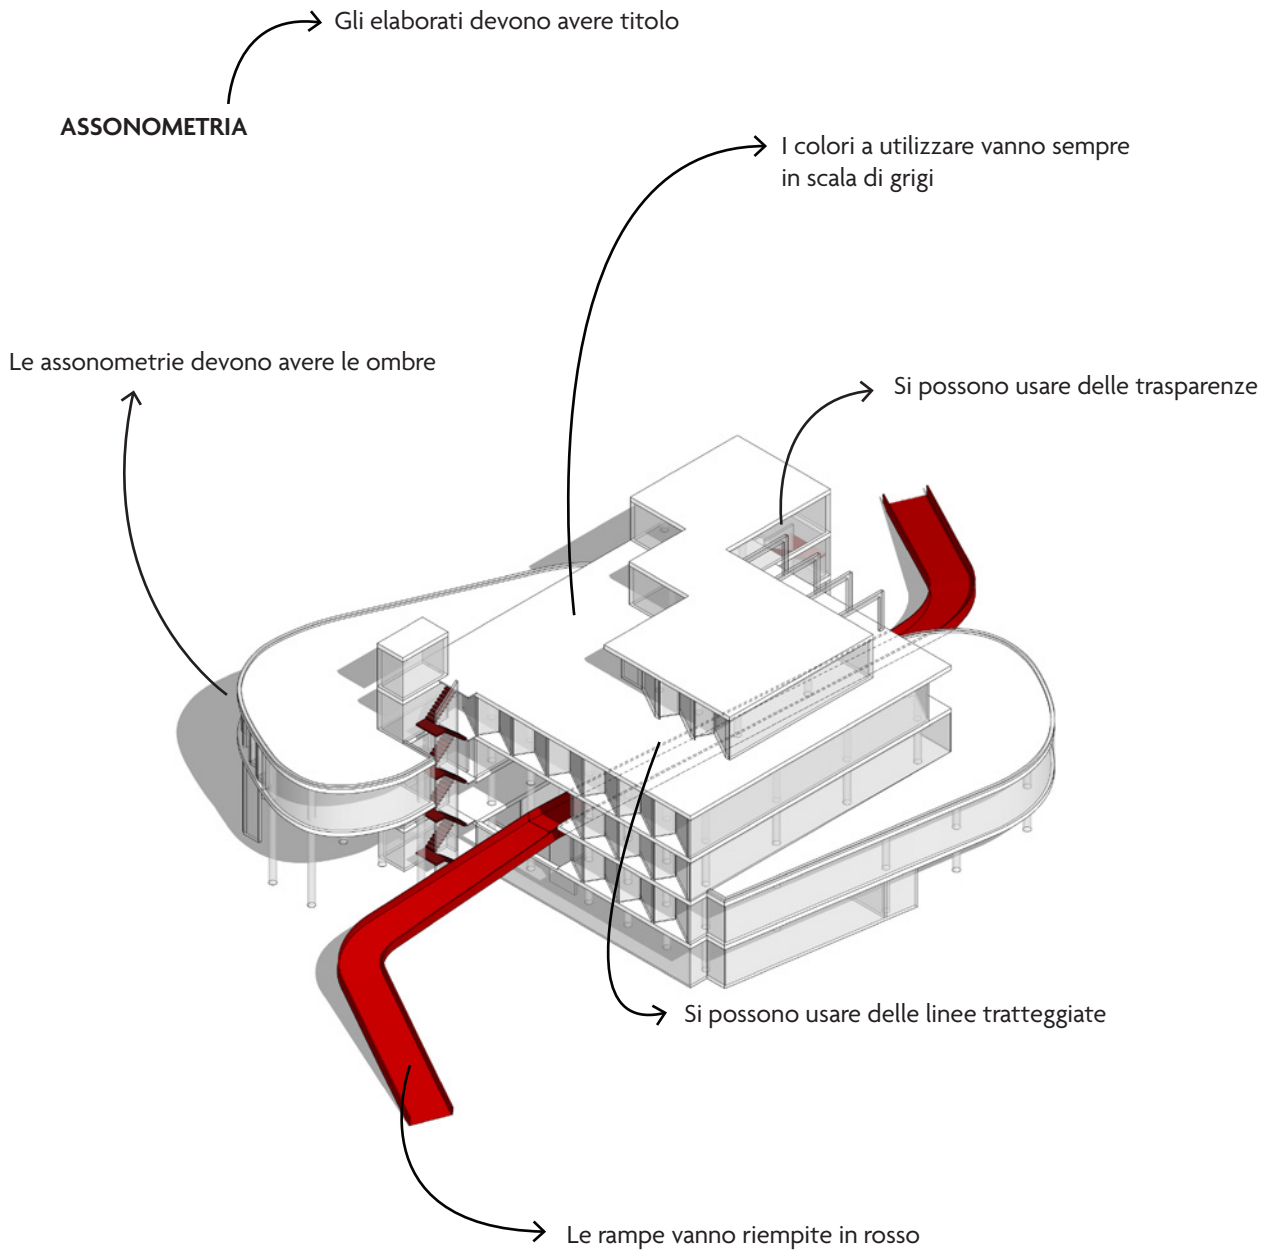 Gli elaborati devono avere titolo
ASSONOMETRIA
I colori a utilizzare vanno sempre
in scala di grigi
Le assonometrie devono avere le ombre
Si possono usare delle trasparenze
Si possono usare delle linee tratteggiate
Le rampe vanno riempite in rosso